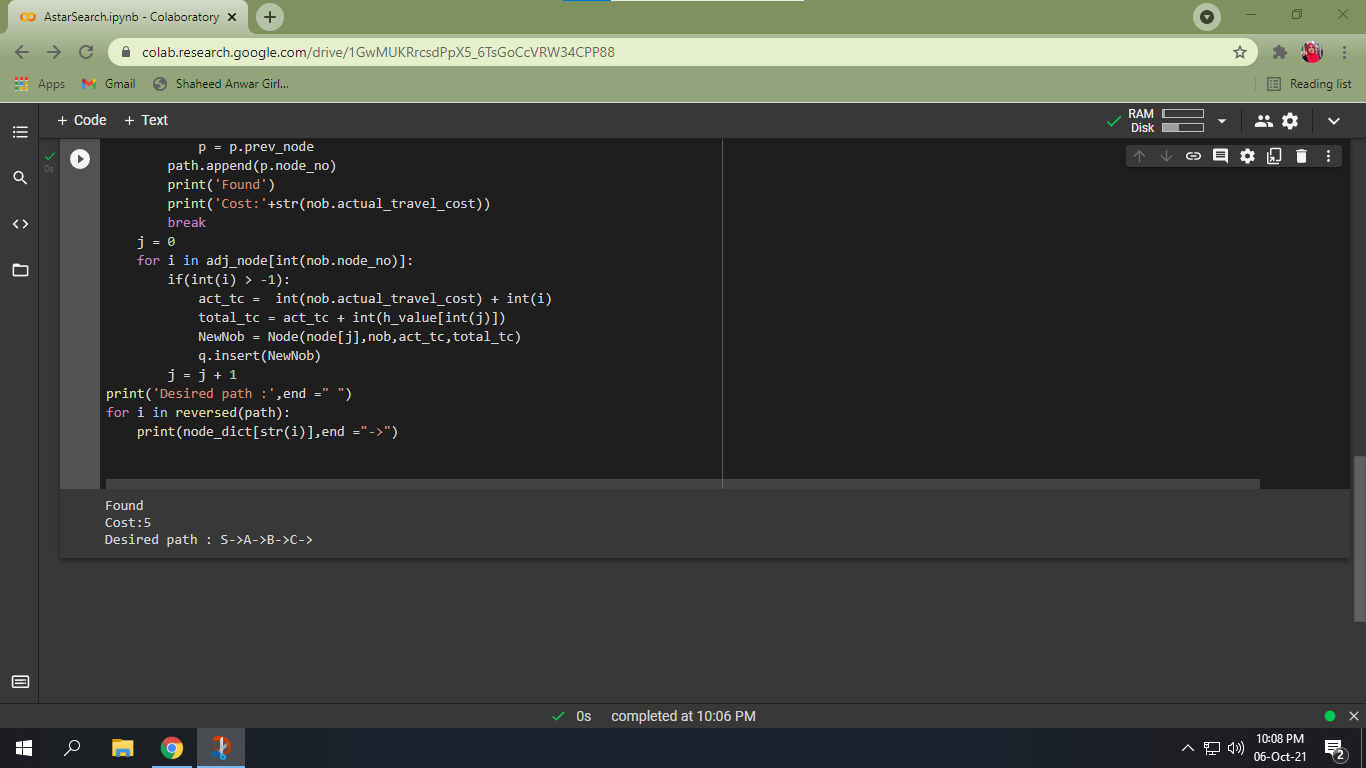 AstarSearch.ipynb - Colaboratory
colab.research.google.com/drive/1GwMUKRrcsdPpX5_6TsGoCcVRW34CPP88
Apps Gmail Shaheed Anwar Girl... Reading list
+ Code + Text RAM
Disk
0s
            p = p.prev_node
        path.append(p.node_no)
        print('Found')
        print('Cost:'+str(nob.actual_travel_cost))
        break
    j = 0
    for i in adj_node[int(nob.node_no)]:
        if(int(i) > -1):
            act_tc =  int(nob.actual_travel_cost) + int(i)
            total_tc = act_tc + int(h_value[int(j)])
            NewNob = Node(node[j],nob,act_tc,total_tc)
            q.insert(NewNob)
        j = j + 1
print('Desired path :',end =" ")
for i in reversed(path):
    print(node_dict[str(i)],end ="->")
Found
Cost:5
Desired path : S->A->B->C->
0s completed at 10:06 PM
10:08 PM
06-Oct-21
2